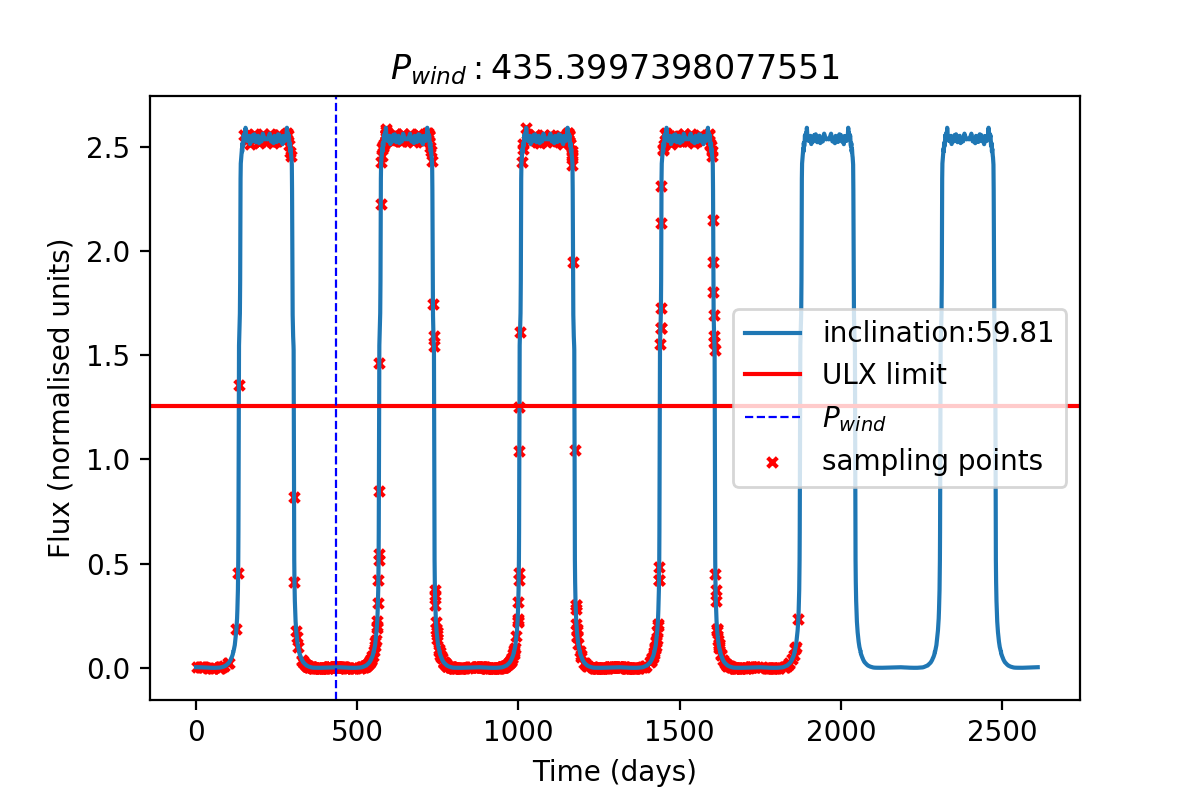 P_wind : 435.3997398077551
2.5
2.0
1.5
1.0
0.5
0.0
Flux (normalised units)
inclination:59.81
ULX limit
P_wind
sampling points
0 500 1000 1500 2000 2500
Time (days)